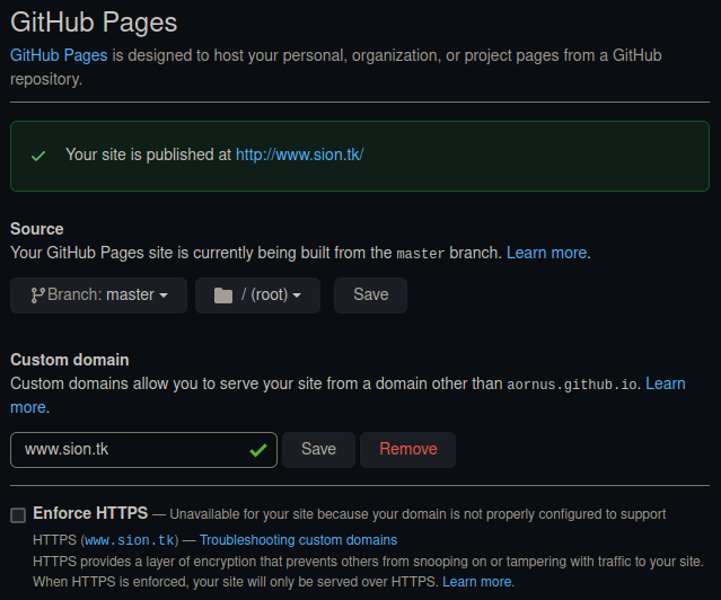 GitHub Pages
GitHub Pages is designed to host your personal, organization, or project pages from a GitHub
repository.
Your site is published at http://www.sion.tk/
Source
Your GitHub Pages site is currently being built from the master branch. Learn more.
Branch: master
/ (root)
Save
Custom domain
Custom domains allow you to serve your site from a domain other than aornus.github.io. Learn
more.
www.sion.tk
Save
Remove
Enforce HTTPS — Unavailable for your site because your domain is not properly configured to support
HTTPS (www.sion.tk) — Troubleshooting custom domains
HTTPS provides a layer of encryption that prevents others from snooping on or tampering with traffic to your site.
When HTTPS is enforced, your site will only be served over HTTPS. Learn more.